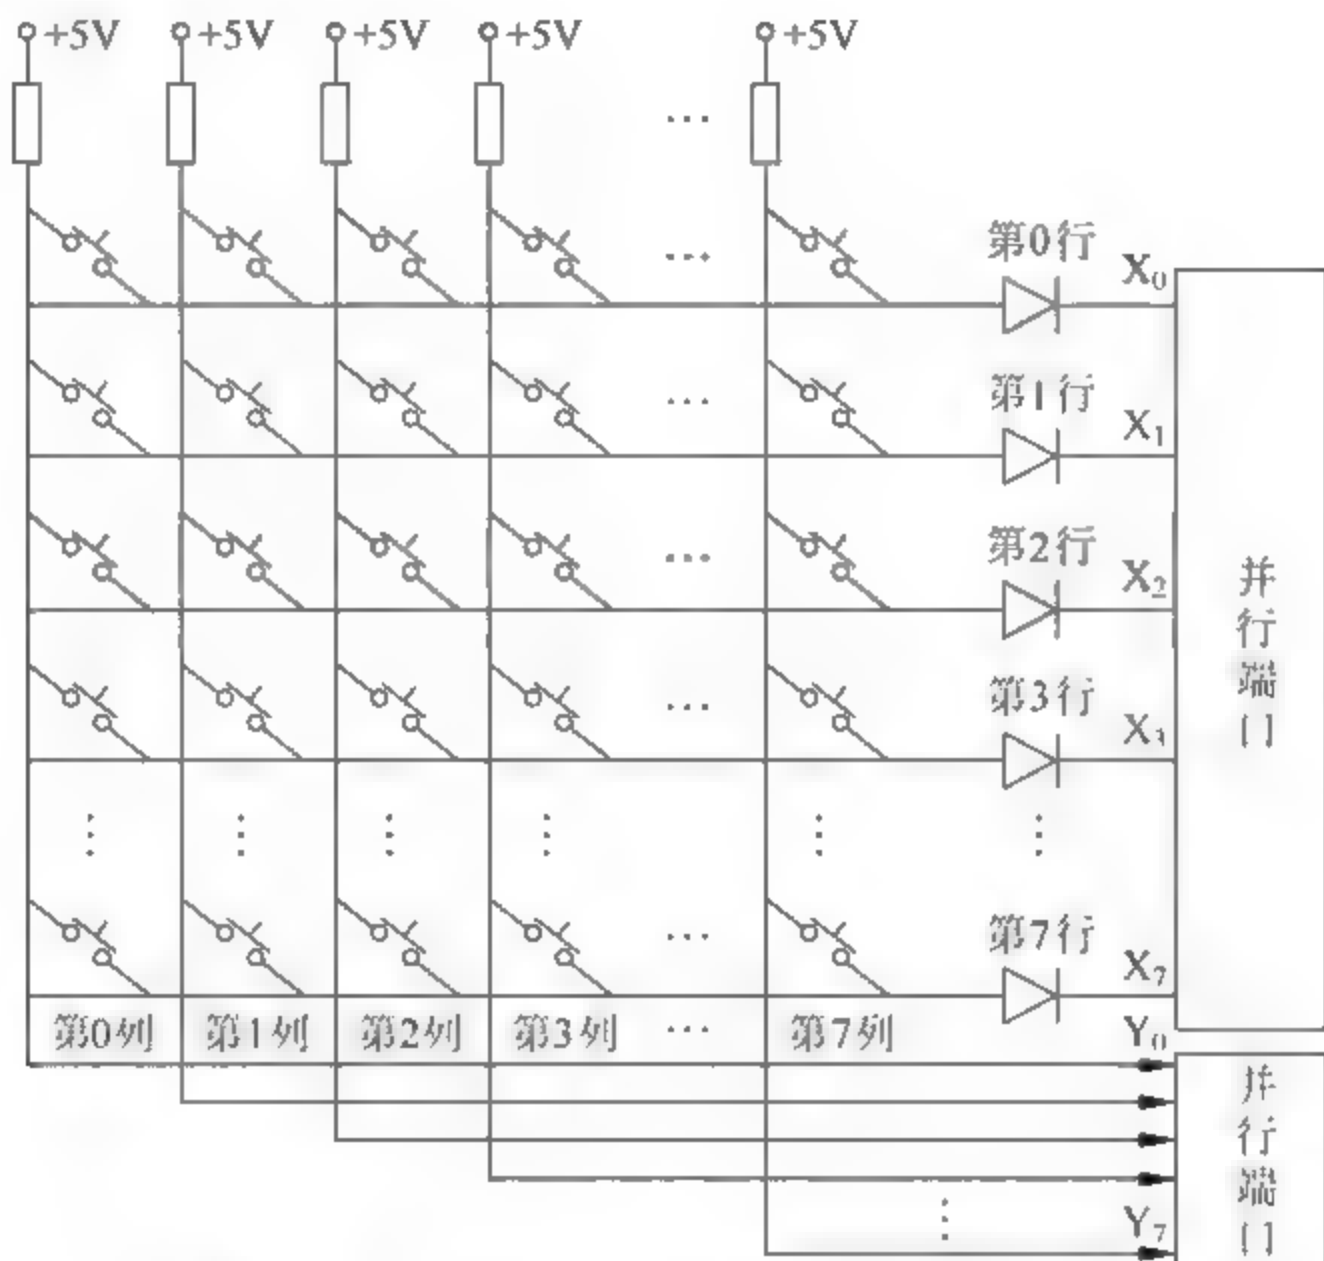 +5V +5V +5V +5V +5V
... 
第0行 X₀
...
第1行 X₁
...
第2行 X₂
...
第3行 X₃
...
第7行 X₇
...
第0列 第1列 第2列 第3列 ... 第7列
Y₀
Y₇
并行端口
并行端口